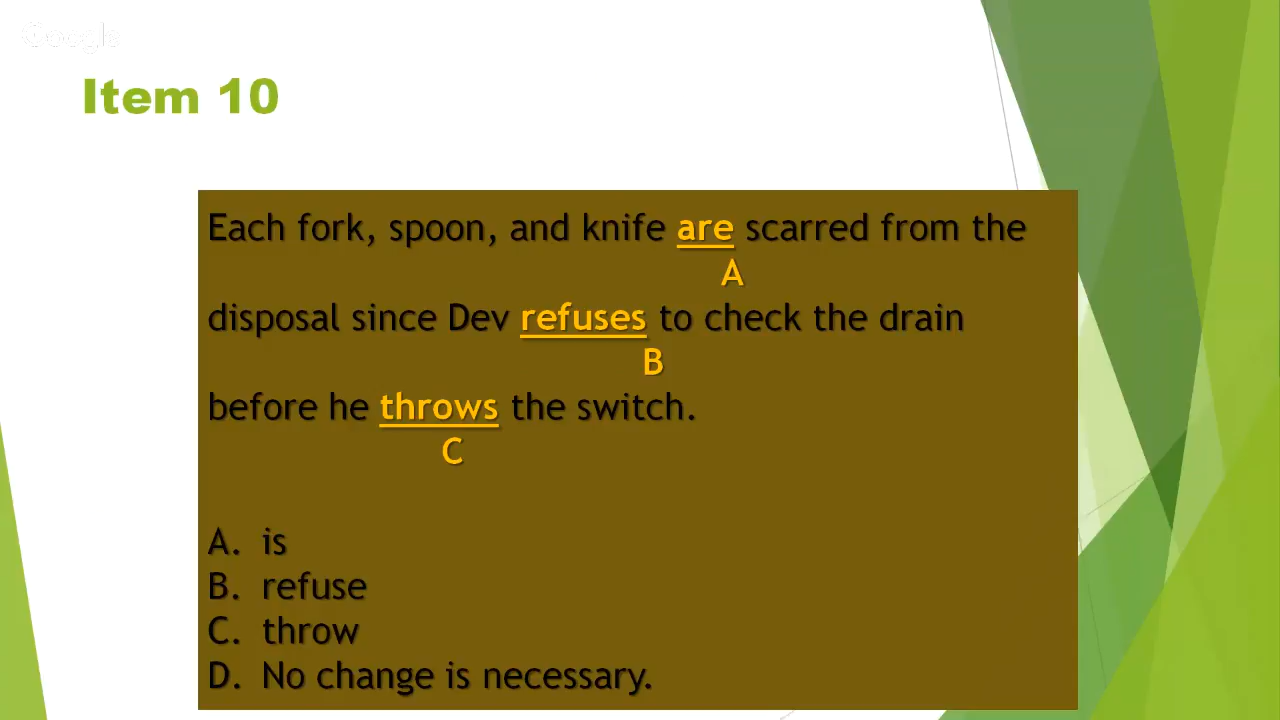 Google
Item 10
Each fork, spoon, and knife are scarred from the
A
disposal since Dev refuses to check the drain
B
before he throws the switch.
C
A. is
B. refuse
C. throw
D. No change is necessary.